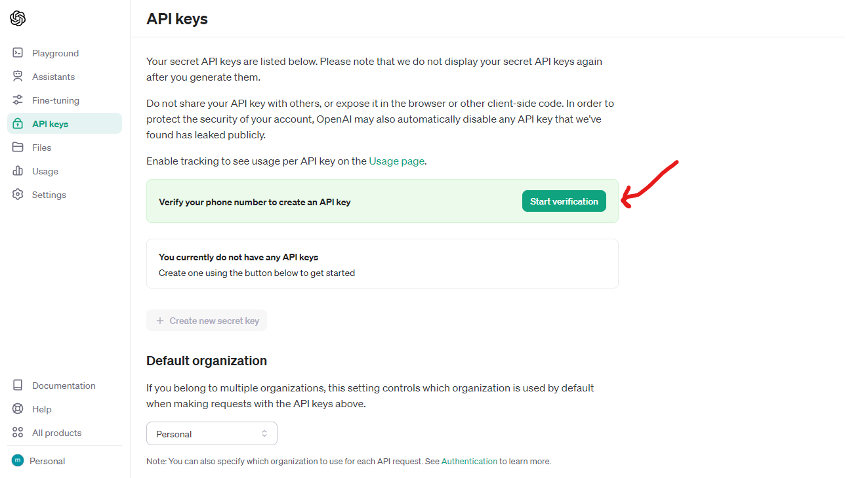 API keys
Playground
Assistants
Fine-tuning
API keys
Files
Usage
Settings
Your secret API keys are listed below. Please note that we do not display your secret API keys again
after you generate them.
Do not share your API key with others, or expose it in the browser or other client-side code. In order to
protect the security of your account, OpenAI may also automatically disable any API key that we've
found has leaked publicly.
Enable tracking to see usage per API key on the Usage page.
Verify your phone number to create an API key
Start verification
You currently do not have any API keys
Create one using the button below to get started
+ Create new secret key
Default organization
If you belong to multiple organizations, this setting controls which organization is used by default
when making requests with the API keys above.
Personal
Note: You can also specify which organization to use for each API request. See Authentication to learn more.
Documentation
Help
All products
m Personal